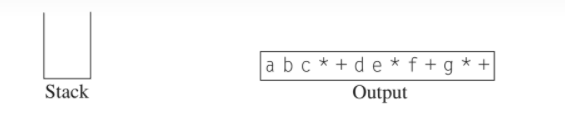 a b c * + d e * f + g * +
Stack
Output